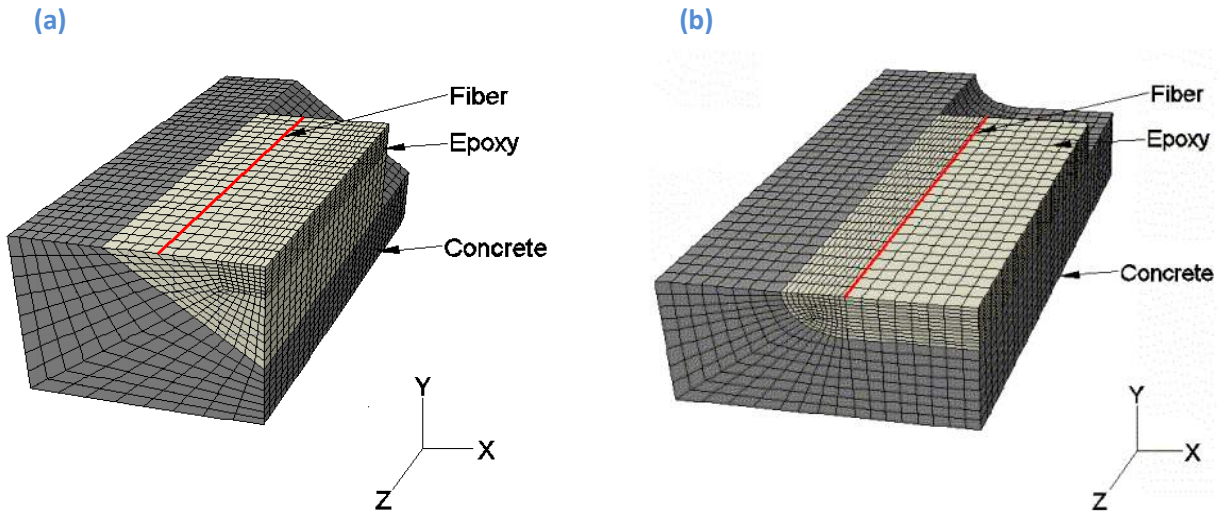 (a)
Fiber
Epoxy
Concrete
Y
X
Z
(b)
Fiber
Epoxy
Concrete
Y
X
Z